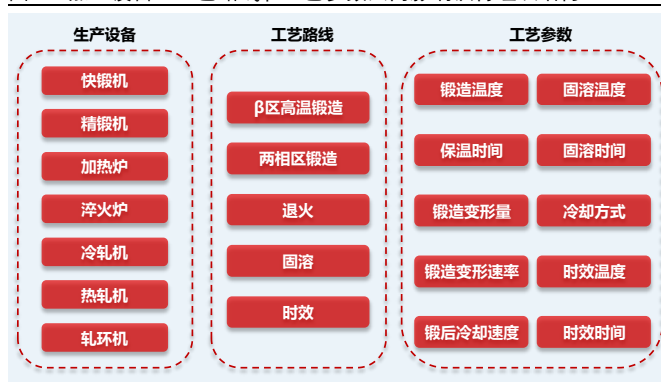 生产设备
快锻机
精锻机
加热炉
淬火炉
冷轧机
热轧机
轧环机
工艺路线
β区高温锻造
两相区锻造
退火
固溶
时效
工艺参数
锻造温度 固溶温度
保温时间 固溶时间
锻造变形量 冷却方式
锻造变形速率 时效温度
锻后冷却速度 时效时间